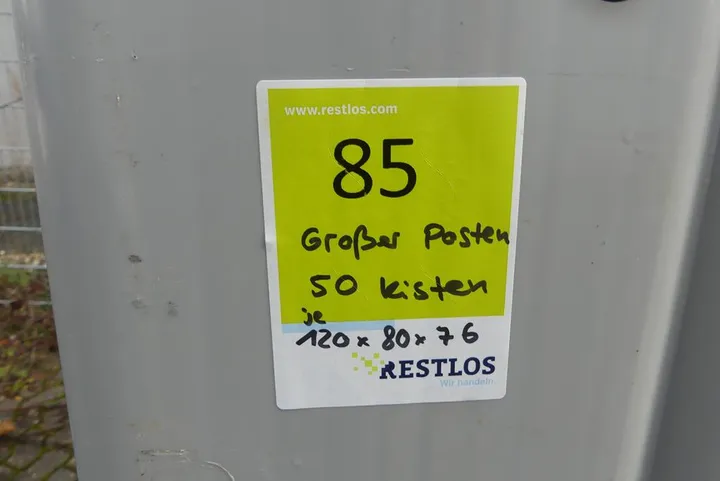 www.restlos.com
85
Großer Posten
50 Kisten
je
120 x 80 x 76
RESTLOS
Wir handeln